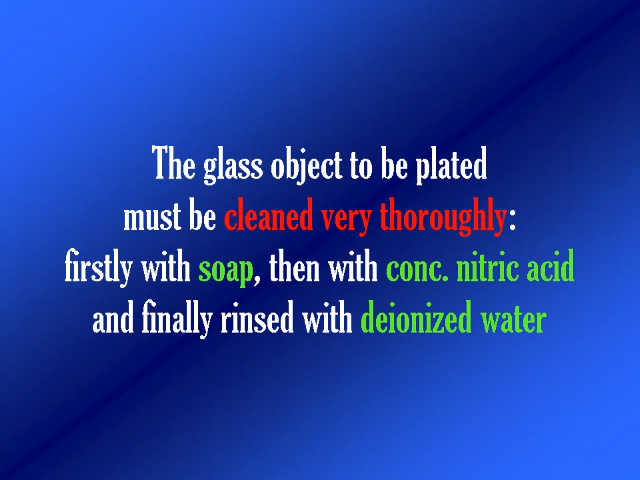 The glass object to be plated
must be cleaned very thoroughly:
firstly with soap, then with conc. nitric acid
and finally rinsed with deionized water